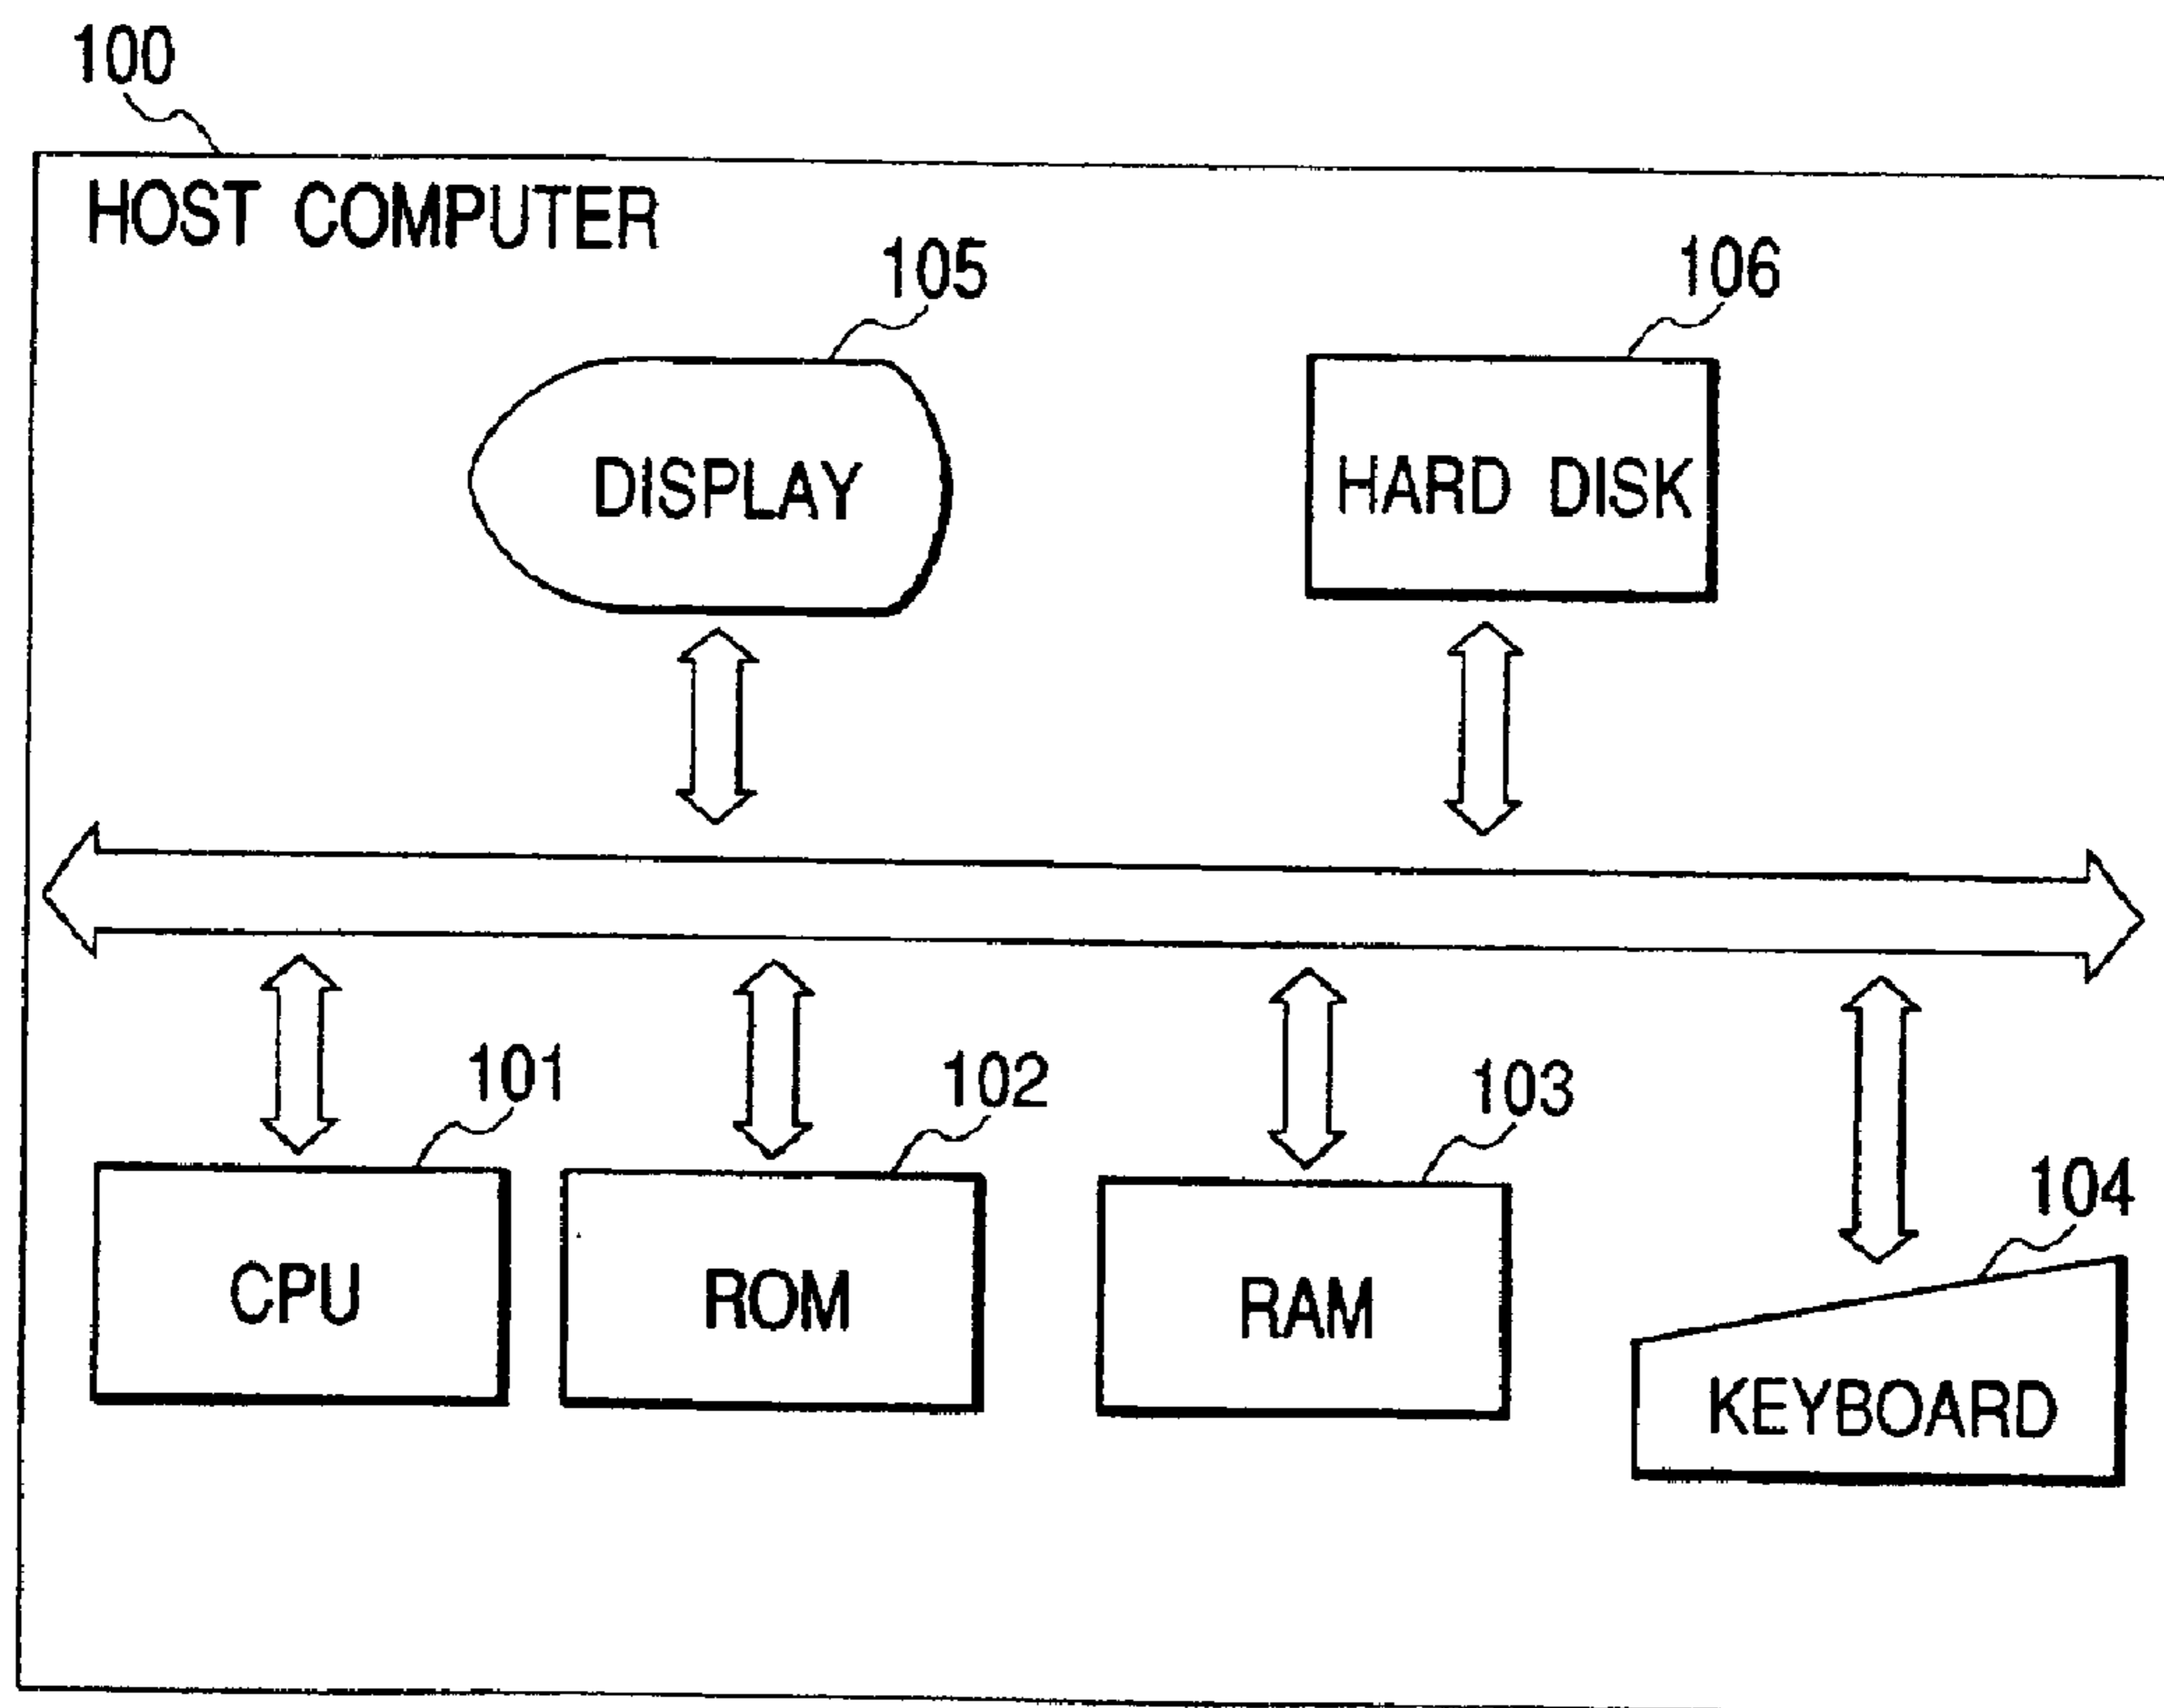 100
HOST COMPUTER
105
106
DISPLAY
HARD DISK
101
102
103
104
CPU
ROM
RAM
KEYBOARD